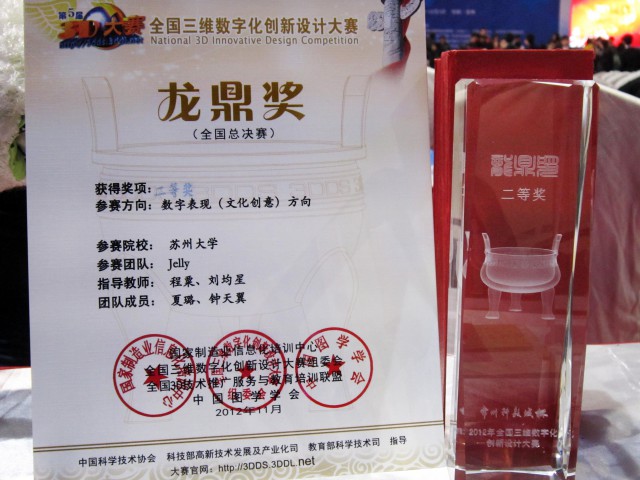 第5届
3D大赛
全国三维数字化创新设计大赛
National 3D Innovative Design Competition
龙鼎奖
（全国总决赛）
获得奖项：二等奖
参赛方向：数字表现（文化创意）方向
参赛院校：苏州大学
参赛团队：Jelly
指导教师：程粟、刘均星
团队成员：夏璐、钟天翼
国家制造业信息化培训中心
全国三维数字化创新设计大赛组委会
全国3D技术推广服务与教育培训联盟
中国图学学会
2012年11月
中国科学技术协会 科技部高新技术发展及产业化司 教育部科学技术司 指导
大赛官网：http://3DDS.3DDL.net
龍鼎獎
二等奖
常州科教城杯
2012年全国三维数字化
创新设计大赛